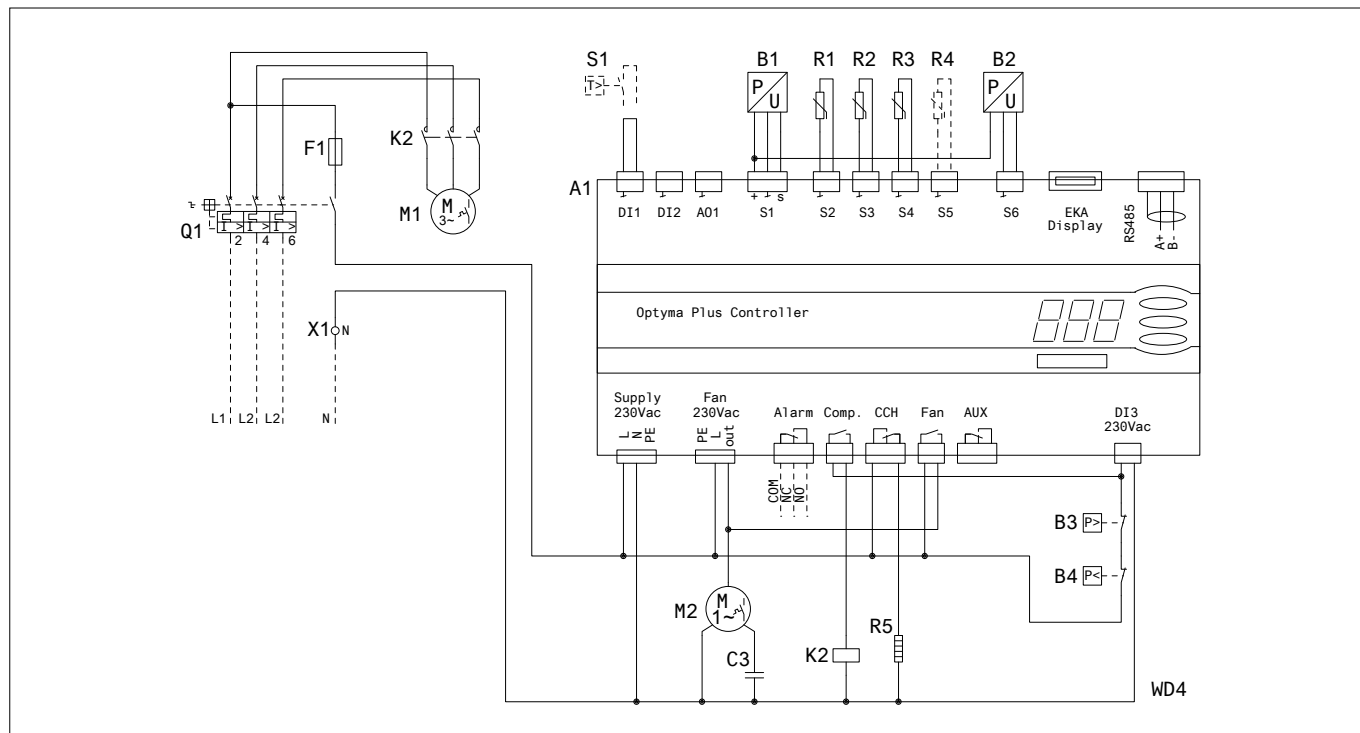 S1 B1 R1 R2 R3 R4 B2
T> P U P U
F1 K2
A1
M1 M 3~
+ s
DI1 DI2 AO1 S1 S2 S3 S4 S5 S6 EKA Display RS485 A+ B-
Q1 I > I > I >
2 4 6
Optyma Plus Controller
X1 N
L1 L2 L2 N
Supply 230Vac Fan 230Vac Alarm Comp. CCH Fan AUX DI3 230Vac
L N PE PE L out
COM NC NO
B3 P>
B4 P<
M2 M 1~
R5
C3 K2
WD4